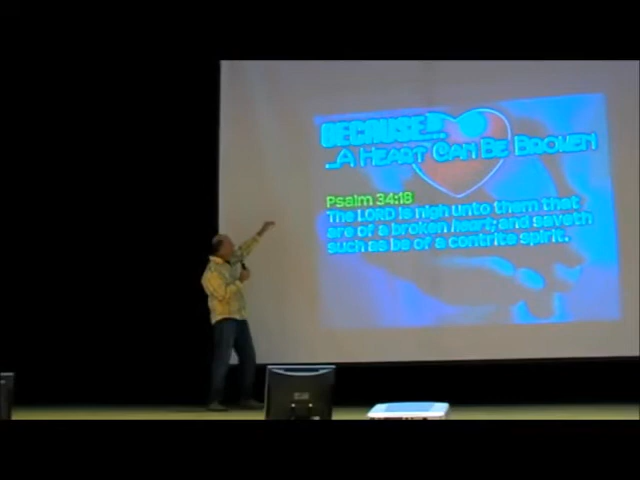 BECAUSE...
...A HEART CAN BE BROKEN
Psalm 34:18
The LORD is nigh unto them that
are of a broken heart; and saveth
such as be of a contrite spirit.